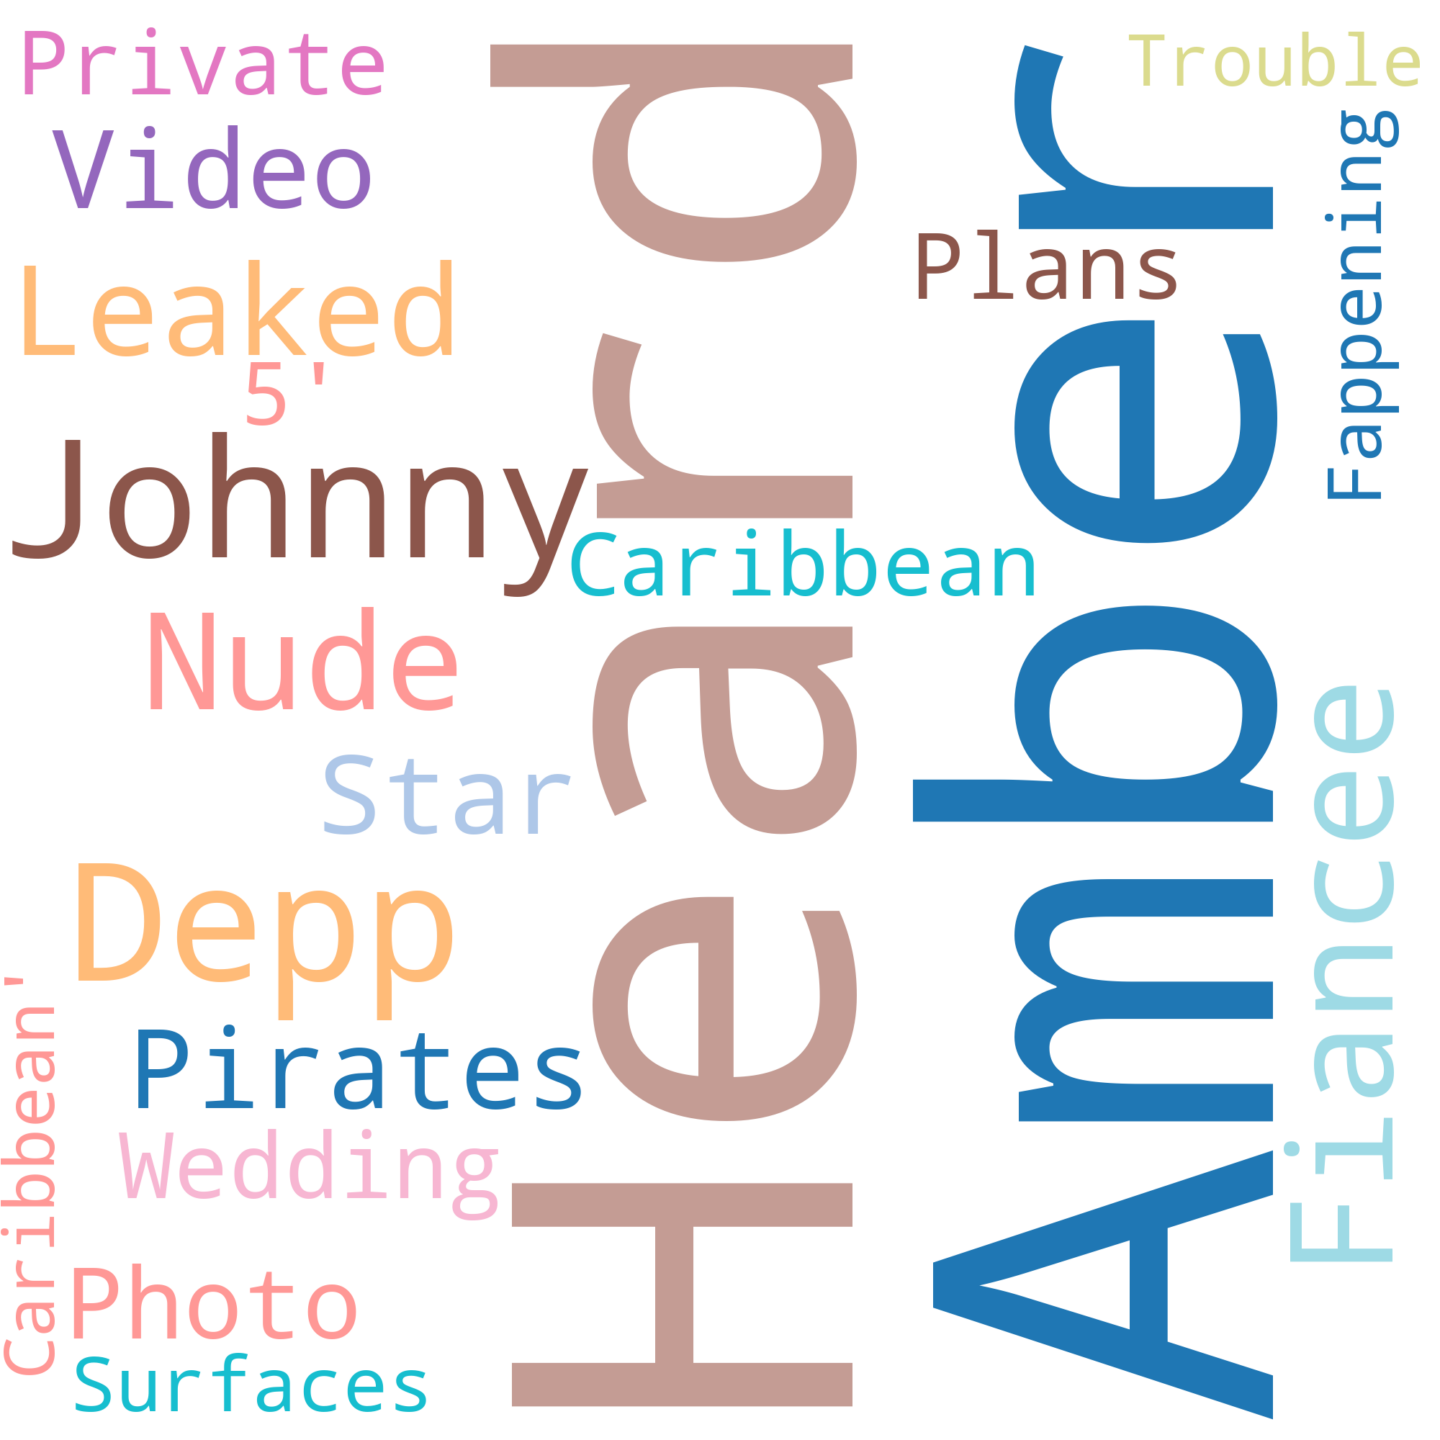 Private
Video
Leaked
5'
Johnny
Nude
Star
Depp
Pirates
Wedding
Caribbean'
Photo
Surfaces
Heard
Caribbean
Amber
Plans
Trouble
Fappening
Fiancee